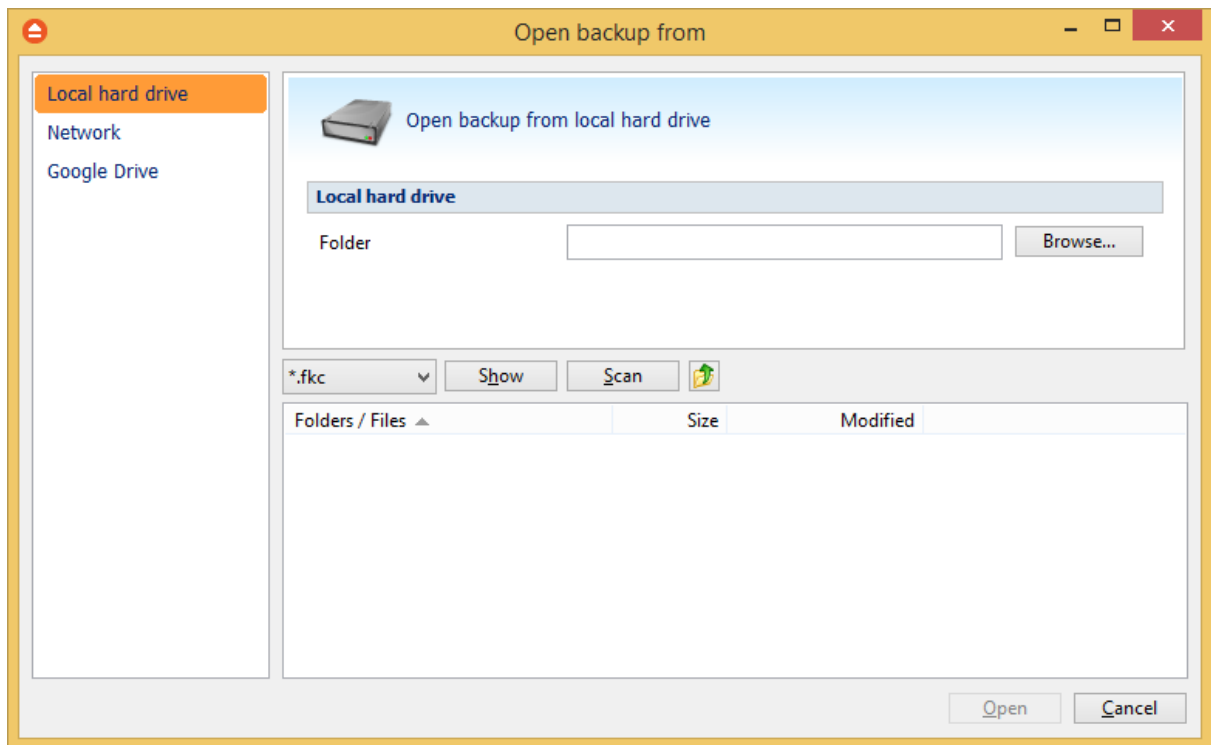 Open backup from
Local hard drive
Network
Google Drive
Open backup from local hard drive
Local hard drive
Folder Browse...
*.fkc Show Scan
Folders / Files Size Modified
Open Cancel